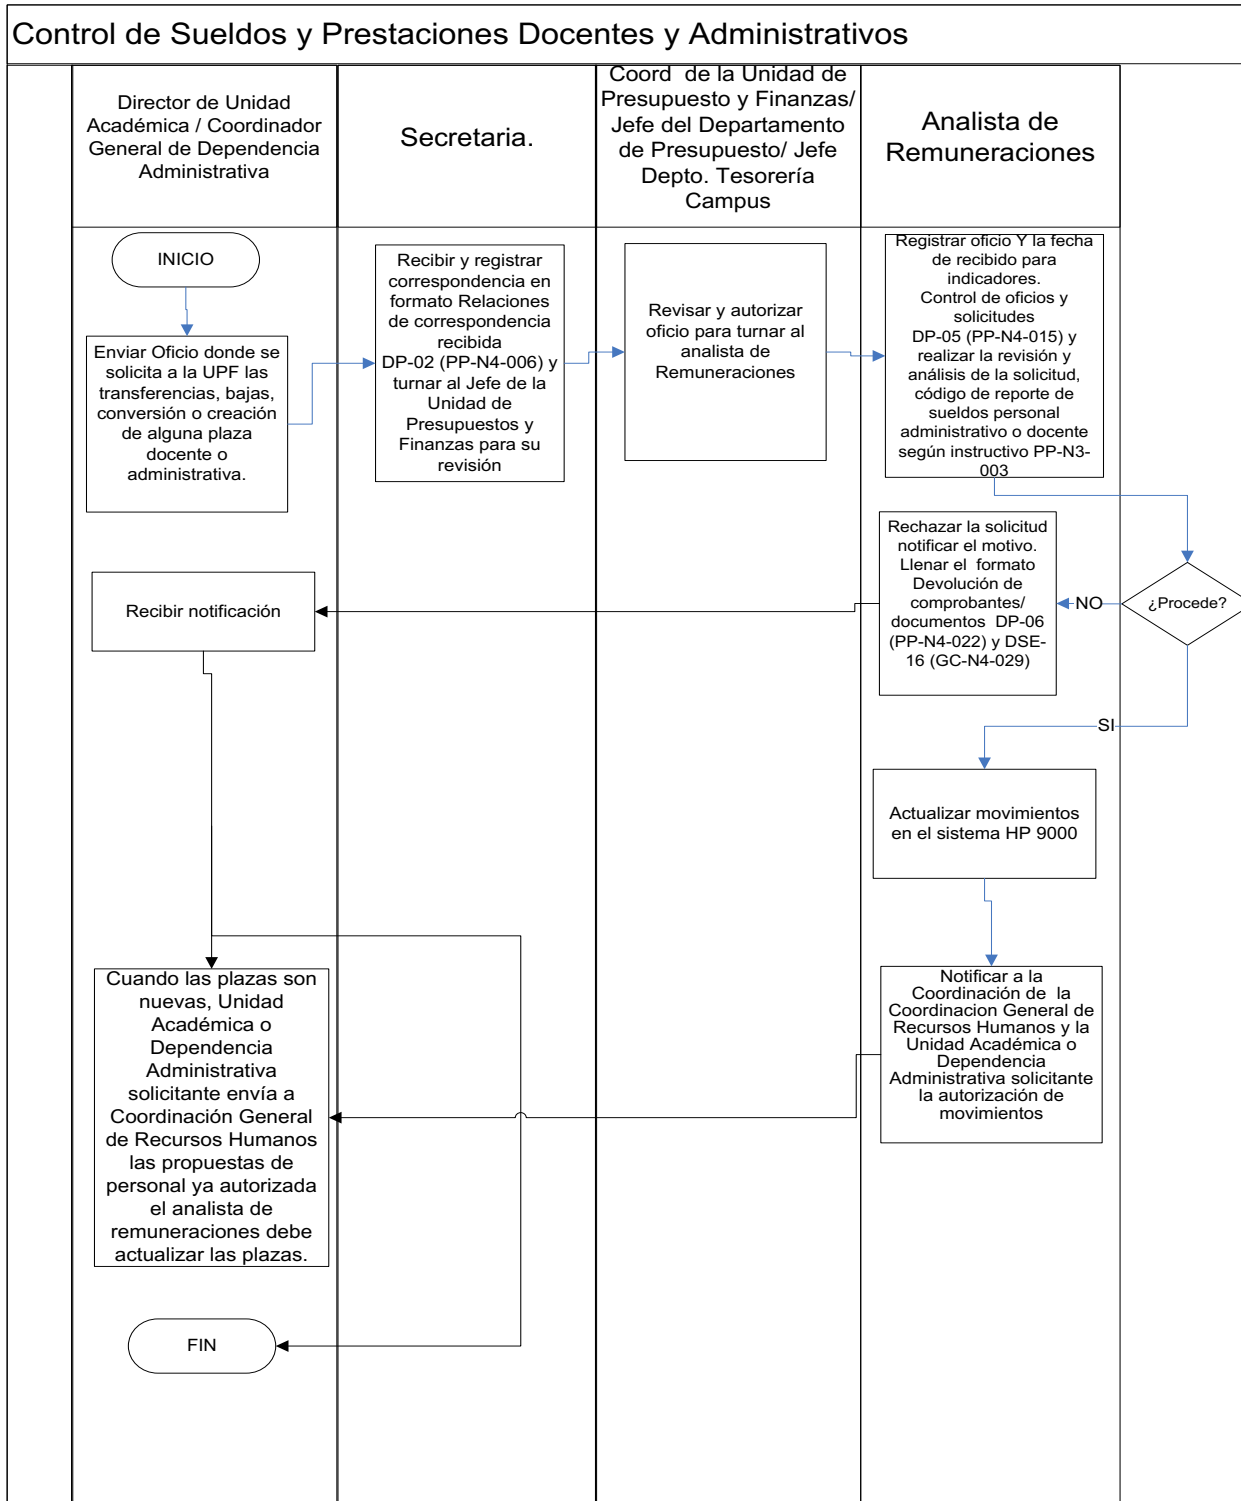 Control de Sueldos y Prestaciones Docentes y Administrativos
Director de Unidad
Académica / Coordinador
General de Dependencia
Administrativa
Secretaria.
Coord  de la Unidad de
Presupuesto y Finanzas/
Jefe del Departamento
de Presupuesto/ Jefe
Depto. Tesorería
Campus
Analista de
Remuneraciones
INICIO
Enviar Oficio donde se
solicita a la UPF las
transferencias, bajas,
conversión o creación
de alguna plaza
docente o
administrativa.
Recibir y registrar
correspondencia en
formato Relaciones
de correspondencia
recibida
DP-02 (PP-N4-006) y
turnar al Jefe de la
Unidad de
Presupuestos y
Finanzas para su
revisión
Revisar y autorizar
oficio para turnar al
analista de
Remuneraciones
Registrar oficio Y la fecha
de recibido para
indicadores.
Control de oficios y
solicitudes
DP-05 (PP-N4-015) y
realizar la revisión y
análisis de la solicitud,
código de reporte de
sueldos personal
administrativo o docente
según instructivo PP-N3-
003
¿Procede?
NO
Rechazar la solicitud
notificar el motivo.
Llenar el  formato
Devolución de
comprobantes/
documentos  DP-06
(PP-N4-022) y DSE-
16 (GC-N4-029)
Recibir notificación
SI
Actualizar movimientos
en el sistema HP 9000
Notificar a la
Coordinación de  la
Coordinacion General de
Recursos Humanos y la
Unidad Académica o
Dependencia
Administrativa solicitante
la autorización de
movimientos
Cuando las plazas son
nuevas, Unidad
Académica o
Dependencia
Administrativa
solicitante envía a
Coordinación General
de Recursos Humanos
las propuestas de
personal ya autorizada
el analista de
remuneraciones debe
actualizar las plazas.
FIN